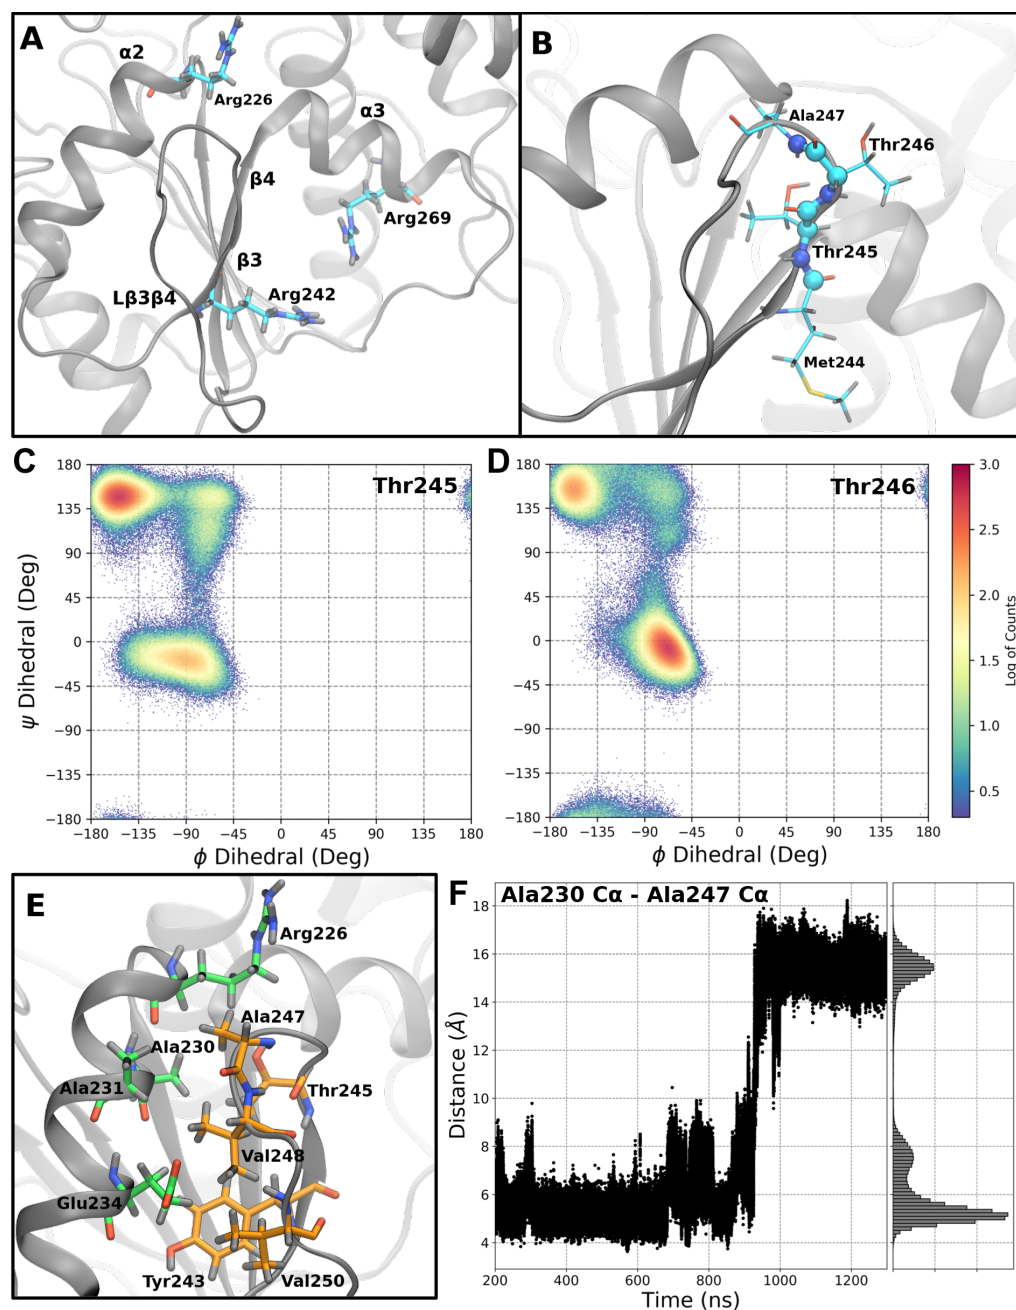 A
α2
Arg226
α3
β4
Arg269
β3
Arg242
Lβ3β4
B
Ala247
Thr246
Thr245
Met244
C
Thr245
180
135
90
45
0
−45
−90
−135
−180
ψ Dihedral (Deg)
−180 −135 −90 −45 0 45 90 135 180
ϕ Dihedral (Deg)
D
Thr246
180
135
90
45
0
−45
−90
−135
−180
−180 −135 −90 −45 0 45 90 135 180
ϕ Dihedral (Deg)
3.0
2.5
2.0
1.5
1.0
0.5
Log of Counts
E
Arg226
Ala247
Ala230
Ala231
Thr245
Val248
Glu234
Tyr243
Val250
F
Ala230 Cα - Ala247 Cα
18
16
14
12
10
8
6
4
Distance (Å)
200 400 600 800 1000 1200
Time (ns)